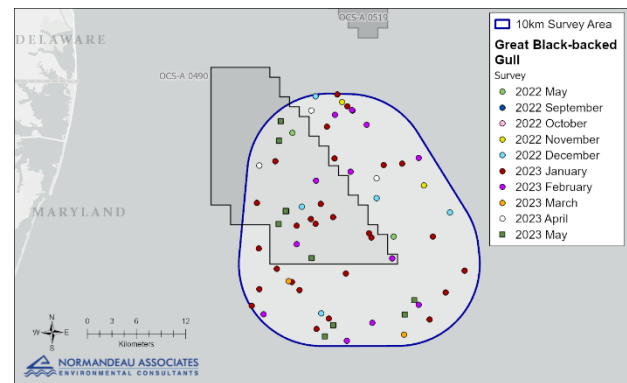 DELAWARE
MARYLAND
OCS-A 0519
OCS-A 0490
10km Survey Area
Great Black-backed
Gull
Survey
2022 May
2022 September
2022 October
2022 November
2022 December
2023 January
2023 February
2023 March
2023 April
2023 May
N
W E
S
0 3 6 12
Kilometers
NORMANDEAU ASSOCIATES
ENVIRONMENTAL CONSULTANTS